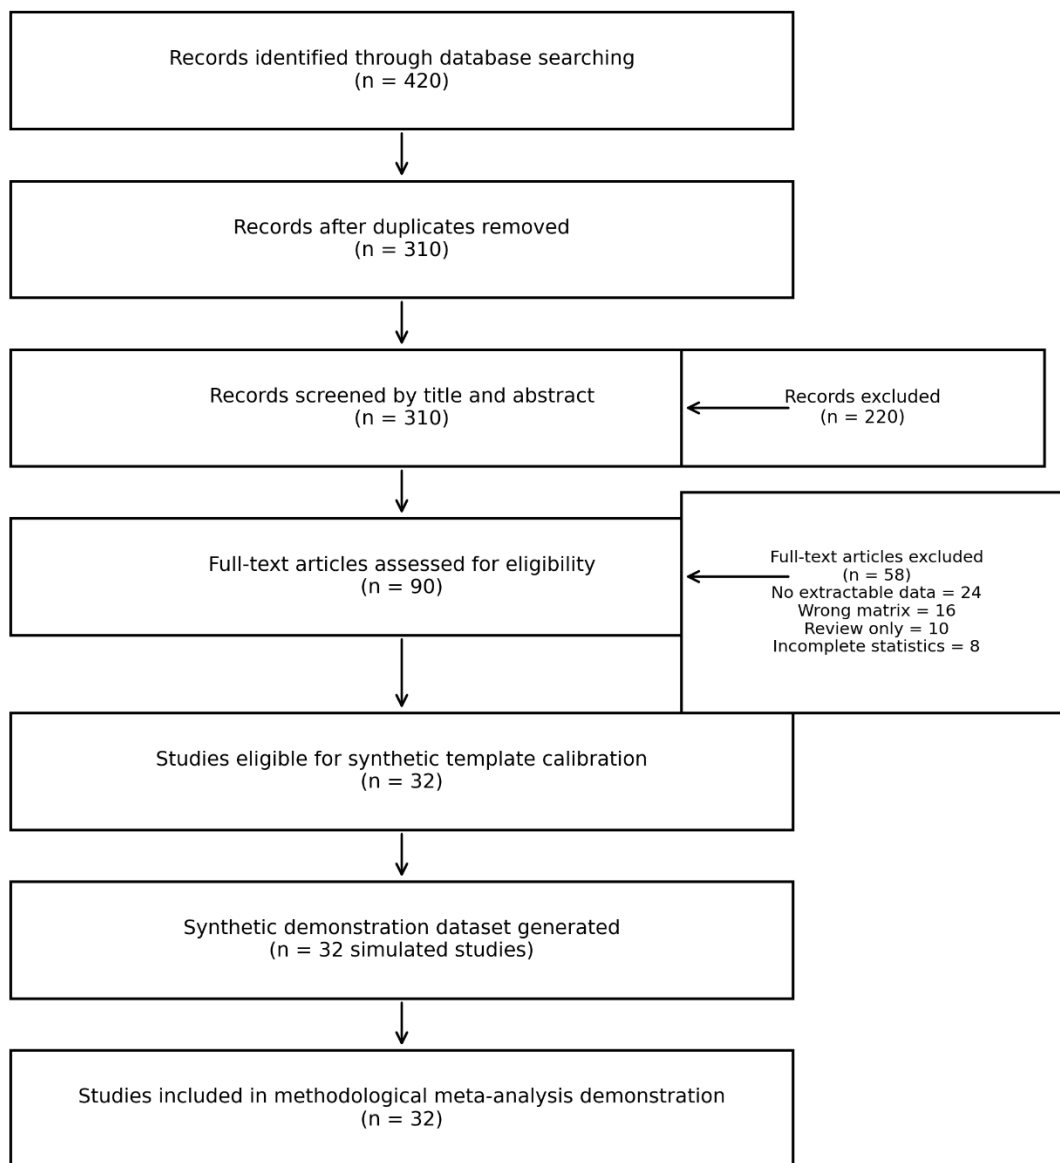 Records identified through database searching
(n = 420)
Records after duplicates removed
(n = 310)
Records screened by title and abstract
(n = 310)
Records excluded
(n = 220)
Full-text articles assessed for eligibility
(n = 90)
Full-text articles excluded
(n = 58)
No extractable data = 24
Wrong matrix = 16
Review only = 10
Incomplete statistics = 8
Studies eligible for synthetic template calibration
(n = 32)
Synthetic demonstration dataset generated
(n = 32 simulated studies)
Studies included in methodological meta-analysis demonstration
(n = 32)